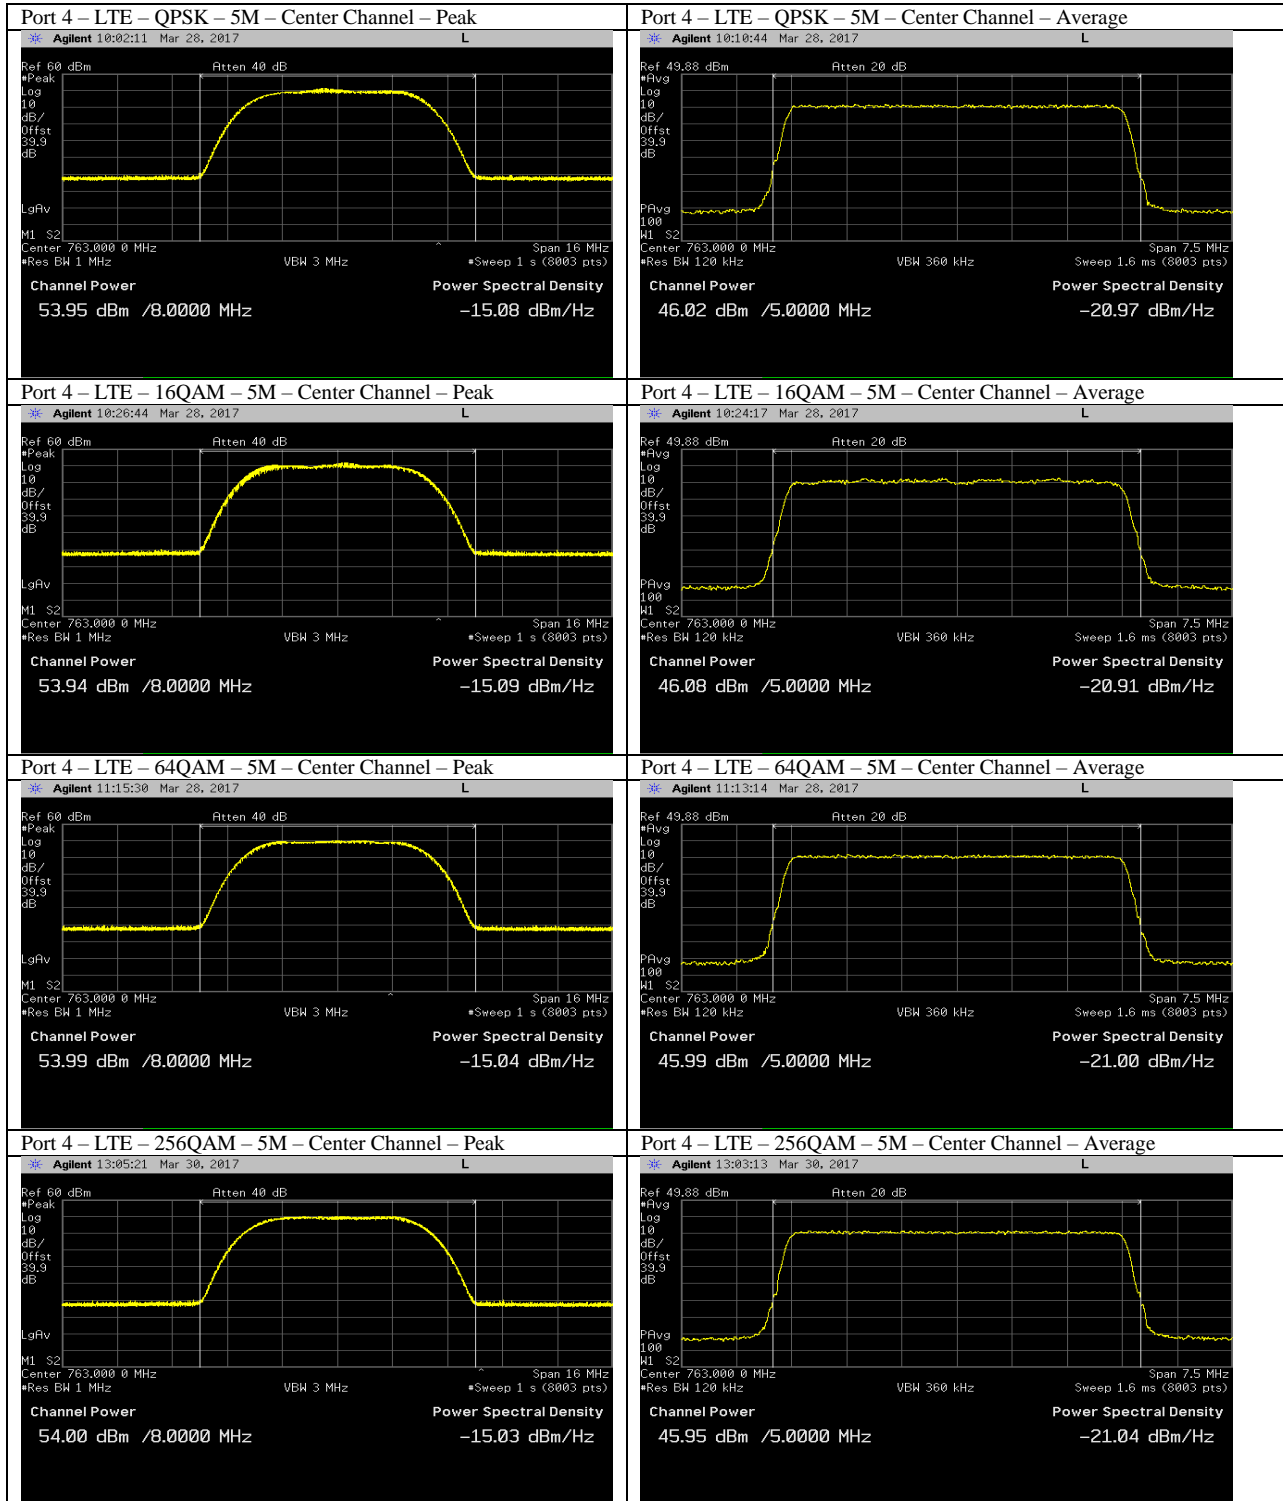 Port 4 – LTE – QPSK – 5M – Center Channel – Peak
Agilent 10:02:11 Mar 28, 2017 L
Ref 60 dBm Atten 40 dB
#Peak
Log
10
dB/
Offst
39.9
dB
LgAv
M1 S2
Center 763.000 0 MHz Span 16 MHz
#Res BW 1 MHz VBW 3 MHz #Sweep 1 s (8003 pts)
Channel Power Power Spectral Density
53.95 dBm /8.0000 MHz -15.08 dBm/Hz
Port 4 – LTE – QPSK – 5M – Center Channel – Average
Agilent 10:10:44 Mar 28, 2017 L
Ref 49.88 dBm Atten 20 dB
#Avg
Log
10
dB/
Offst
39.9
dB
PAvg
100
W1 S2
Center 763.000 0 MHz Span 7.5 MHz
#Res BW 120 kHz VBW 360 kHz Sweep 1.6 ms (8003 pts)
Channel Power Power Spectral Density
46.02 dBm /5.0000 MHz -20.97 dBm/Hz
Port 4 – LTE – 16QAM – 5M – Center Channel – Peak
Agilent 10:26:44 Mar 28, 2017 L
Ref 60 dBm Atten 40 dB
#Peak
Log
10
dB/
Offst
39.9
dB
LgAv
M1 S2
Center 763.000 0 MHz Span 16 MHz
#Res BW 1 MHz VBW 3 MHz #Sweep 1 s (8003 pts)
Channel Power Power Spectral Density
53.94 dBm /8.0000 MHz -15.09 dBm/Hz
Port 4 – LTE – 16QAM – 5M – Center Channel – Average
Agilent 10:24:17 Mar 28, 2017 L
Ref 49.88 dBm Atten 20 dB
#Avg
Log
10
dB/
Offst
39.9
dB
PAvg
100
W1 S2
Center 763.000 0 MHz Span 7.5 MHz
#Res BW 120 kHz VBW 360 kHz Sweep 1.6 ms (8003 pts)
Channel Power Power Spectral Density
46.08 dBm /5.0000 MHz -20.91 dBm/Hz
Port 4 – LTE – 64QAM – 5M – Center Channel – Peak
Agilent 11:15:30 Mar 28, 2017 L
Ref 60 dBm Atten 40 dB
#Peak
Log
10
dB/
Offst
39.9
dB
LgAv
M1 S2
Center 763.000 0 MHz Span 16 MHz
#Res BW 1 MHz VBW 3 MHz #Sweep 1 s (8003 pts)
Channel Power Power Spectral Density
53.99 dBm /8.0000 MHz -15.04 dBm/Hz
Port 4 – LTE – 64QAM – 5M – Center Channel – Average
Agilent 11:13:14 Mar 28, 2017 L
Ref 49.88 dBm Atten 20 dB
#Avg
Log
10
dB/
Offst
39.9
dB
PAvg
100
W1 S2
Center 763.000 0 MHz Span 7.5 MHz
#Res BW 120 kHz VBW 360 kHz Sweep 1.6 ms (8003 pts)
Channel Power Power Spectral Density
45.99 dBm /5.0000 MHz -21.00 dBm/Hz
Port 4 – LTE – 256QAM – 5M – Center Channel – Peak
Agilent 13:05:21 Mar 30, 2017 L
Ref 60 dBm Atten 40 dB
#Peak
Log
10
dB/
Offst
39.9
dB
LgAv
M1 S2
Center 763.000 0 MHz Span 16 MHz
#Res BW 1 MHz VBW 3 MHz #Sweep 1 s (8003 pts)
Channel Power Power Spectral Density
54.00 dBm /8.0000 MHz -15.03 dBm/Hz
Port 4 – LTE – 256QAM – 5M – Center Channel – Average
Agilent 13:03:13 Mar 30, 2017 L
Ref 49.88 dBm Atten 20 dB
#Avg
Log
10
dB/
Offst
39.9
dB
PAvg
100
W1 S2
Center 763.000 0 MHz Span 7.5 MHz
#Res BW 120 kHz VBW 360 kHz Sweep 1.6 ms (8003 pts)
Channel Power Power Spectral Density
45.95 dBm /5.0000 MHz -21.04 dBm/Hz